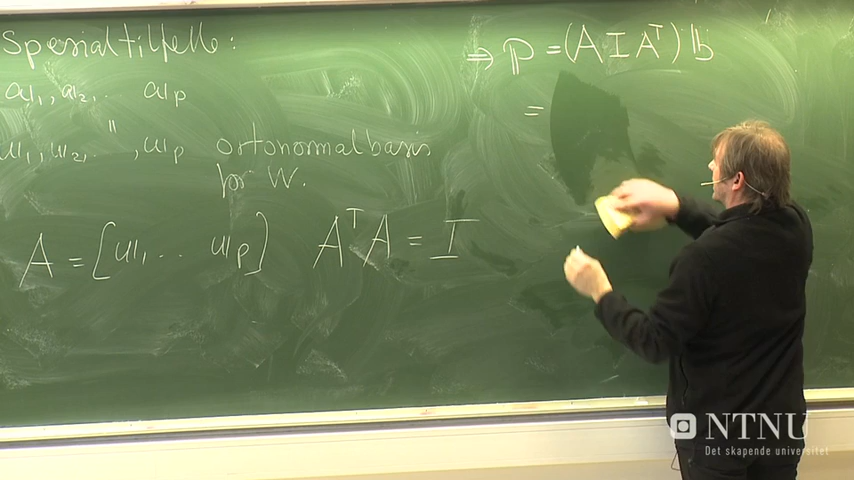 Spesialtilfelle:
a₁, a₂, .. aₚ
"
u₁, u₂, .. , uₚ ortonormalbasis
for W.
A = [u₁, ... uₚ] AᵀA = I
⇒ p = (A I Aᵀ) b
=
NTNU
Det skapende universitet